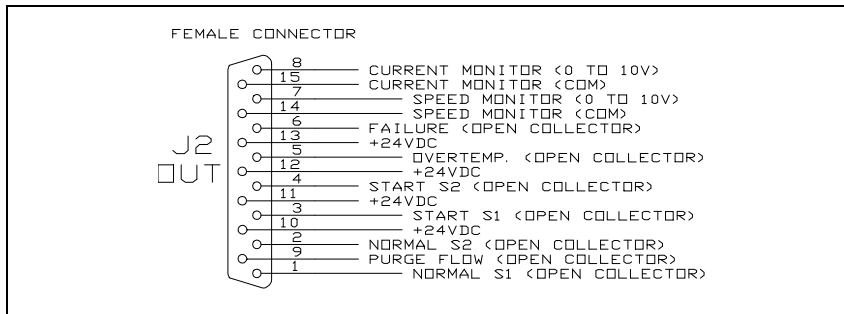 FEMALE CONNECTOR
8 CURRENT MONITOR (0 TO 10V)
15 CURRENT MONITOR (COM)
7 SPEED MONITOR (0 TO 10V)
14 SPEED MONITOR (COM)
6 FAILURE (OPEN COLLECTOR)
13 +24VDC
J2
OUT
5 OVERTEMP. (OPEN COLLECTOR)
12 +24VDC
4 START S2 (OPEN COLLECTOR)
11 +24VDC
3 START S1 (OPEN COLLECTOR)
10 +24VDC
2 NORMAL S2 (OPEN COLLECTOR)
9 PURGE FLOW (OPEN COLLECTOR)
1 NORMAL S1 (OPEN COLLECTOR)